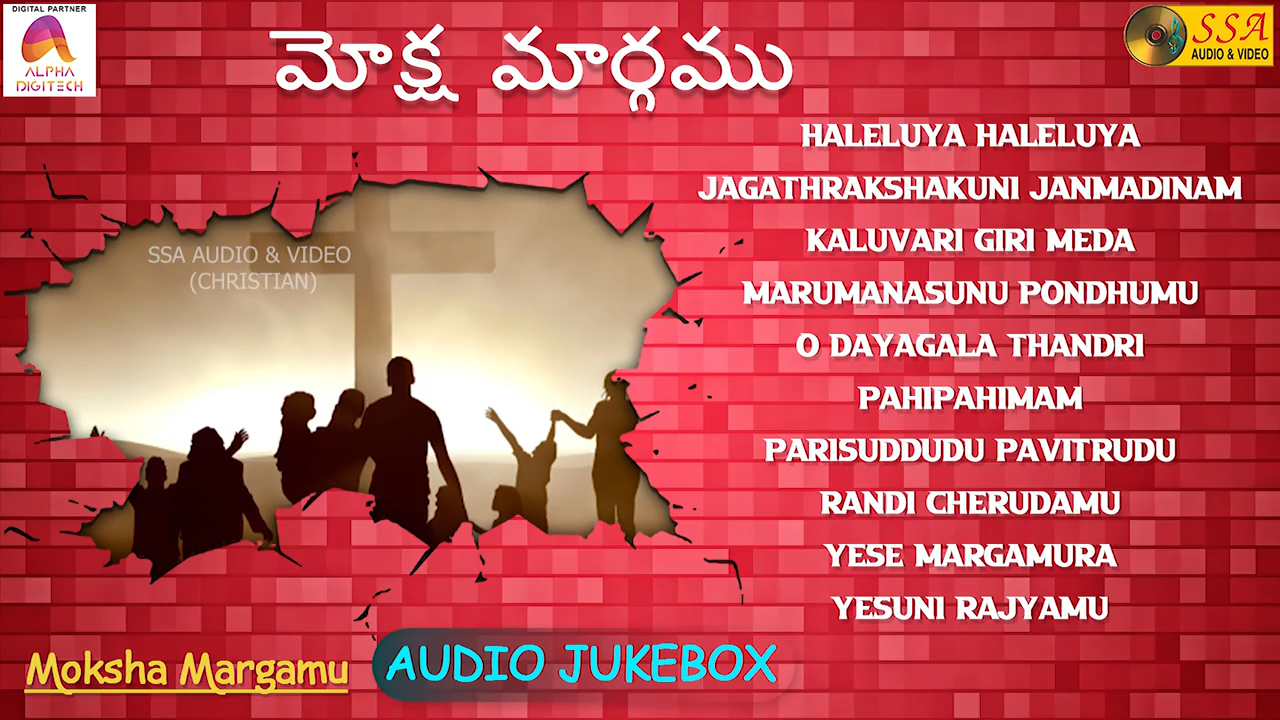 DIGITAL PARTNER
ALPHA
DIGITECH
మోక్ష మార్గము
SSA
AUDIO & VIDEO
HALELUYA HALELUYA
JAGATHRAKSHAKUNI JANMADINAM
KALUVARI GIRI MEDA
MARUMANASUNU PONDHUMU
O DAYAGALA THANDRI
PAHIPAHIMAM
PARISUDDUDU PAVITRUDU
RANDI CHERUDAMU
YESE MARGAMURA
YESUNI RAJYAMU
SSA AUDIO & VIDEO
(CHRISTIAN)
Moksha Margamu
AUDIO JUKEBOX